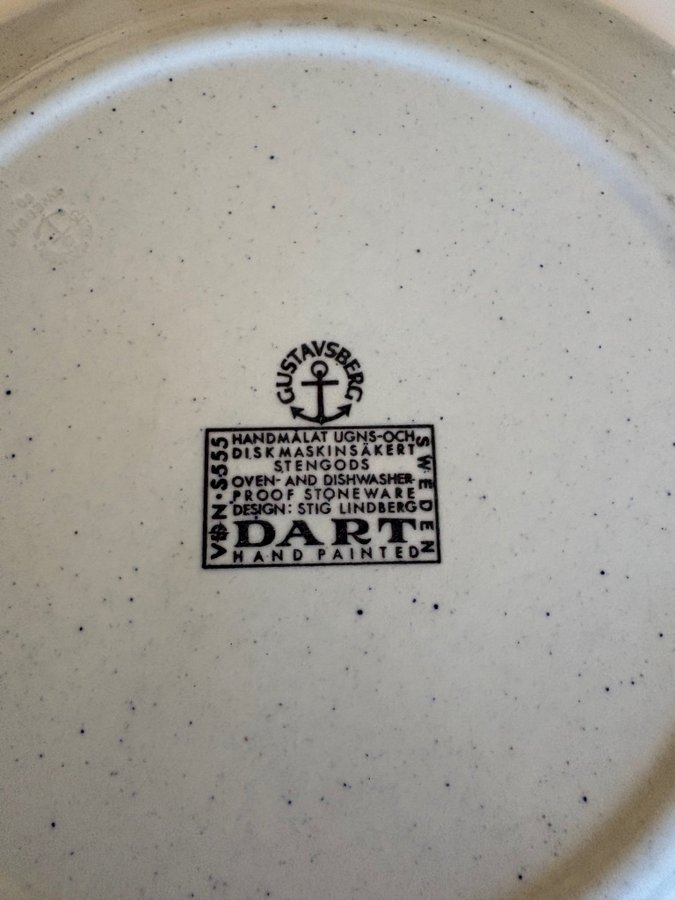 GUSTAVSBERG
HANDMÅLAT UGNS-OCH
DISKMASKINSÄKERT
STENGODS
OVEN- AND DISHWASHER-
PROOF STONEWARE
DESIGN: STIG LINDBERG
DART
HAND PAINTED
V⚓N·S555
SWEDEN